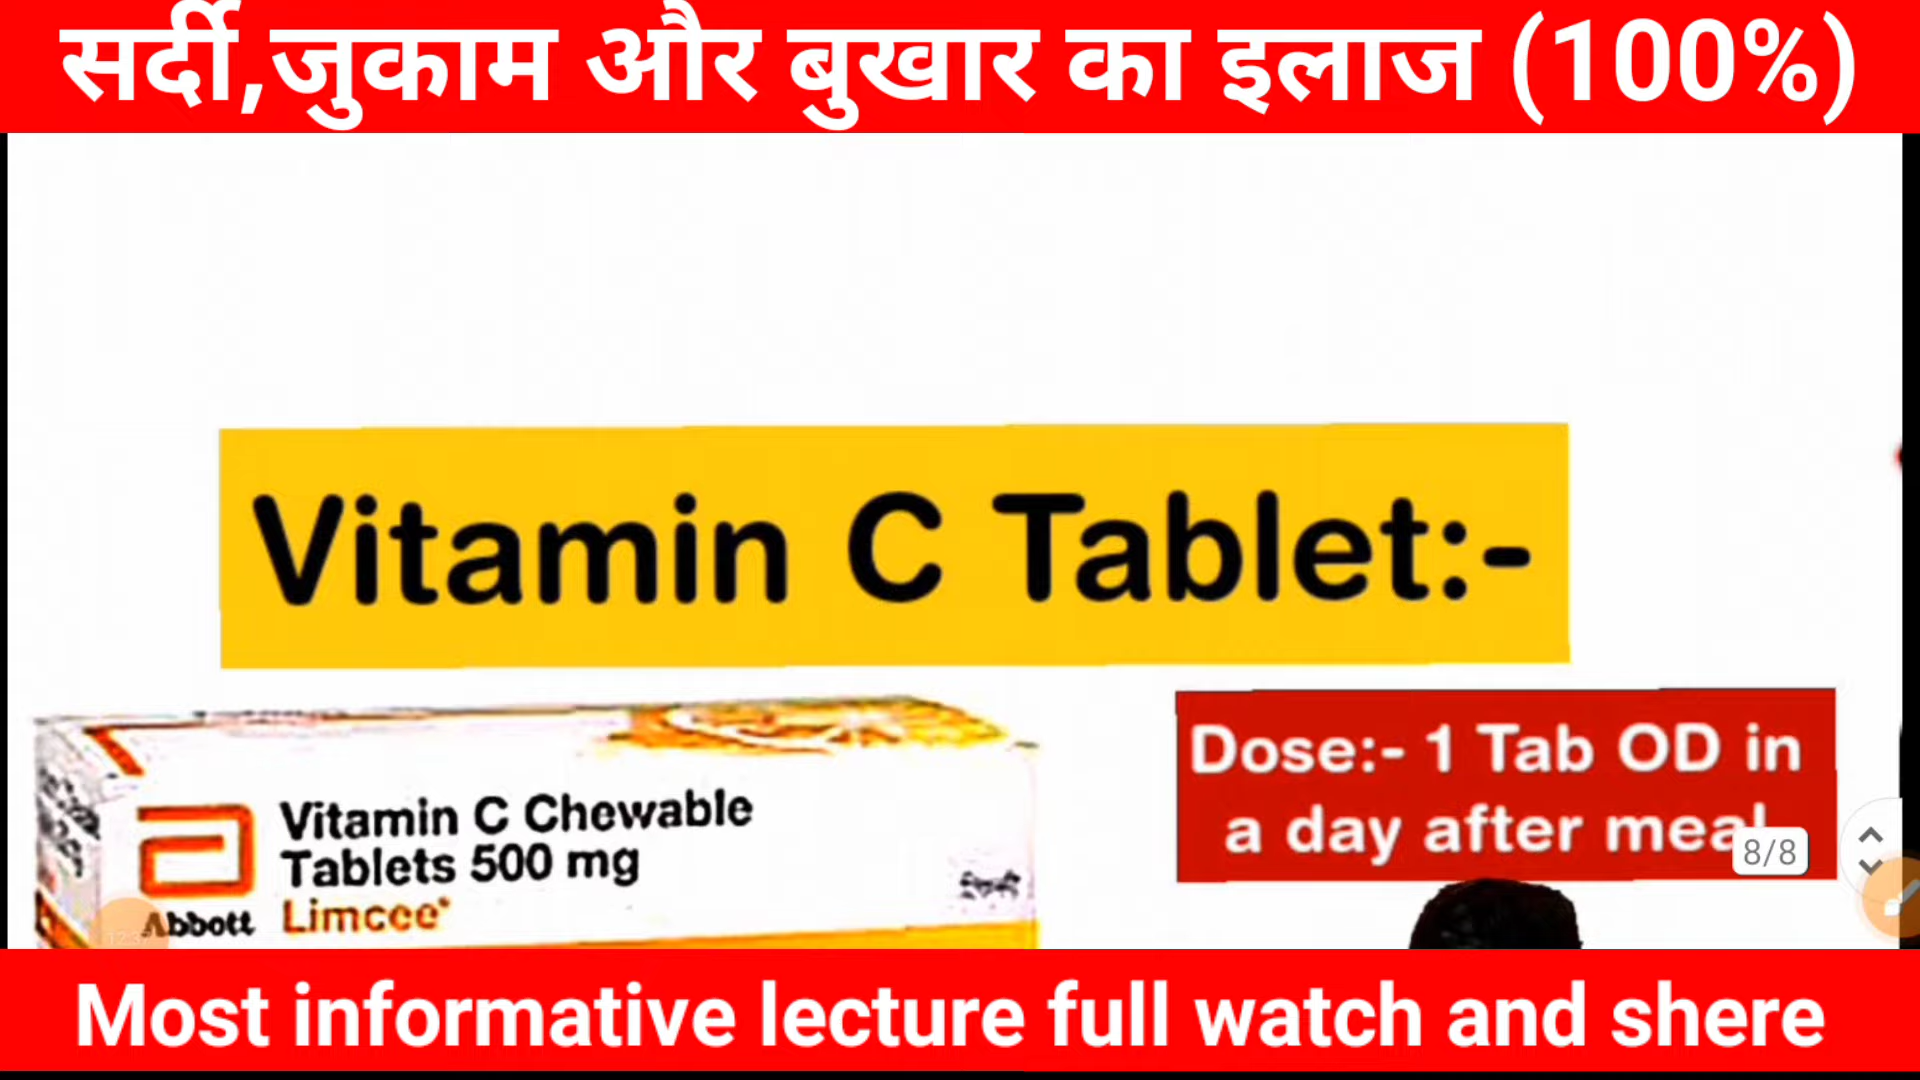 सर्दी,जुकाम और बुखार का इलाज (100%)
Vitamin C Tablet:-
Dose:- 1 Tab OD in
a day after meal
8/8
Vitamin C Chewable
Tablets 500 mg
Abbott
Limcee
Most informative lecture full watch and shere